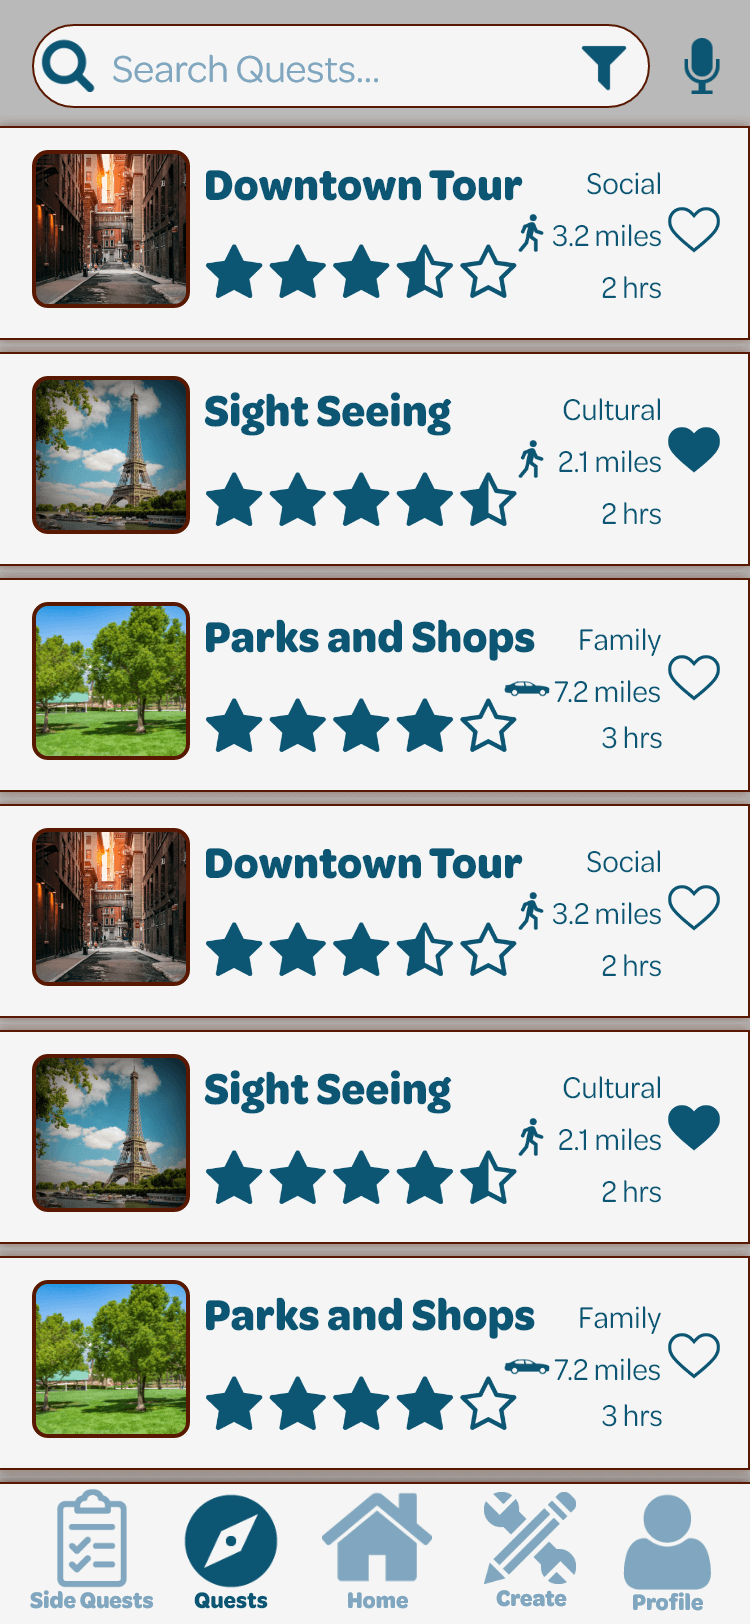 Search Quests...
Downtown Tour
Social
3.2 miles
2 hrs
Sight Seeing
Cultural
2.1 miles
2 hrs
Parks and Shops
Family
7.2 miles
3 hrs
Downtown Tour
Social
3.2 miles
2 hrs
Sight Seeing
Cultural
2.1 miles
2 hrs
Parks and Shops
Family
7.2 miles
3 hrs
Side Quests
Quests
Home
Create
Profile